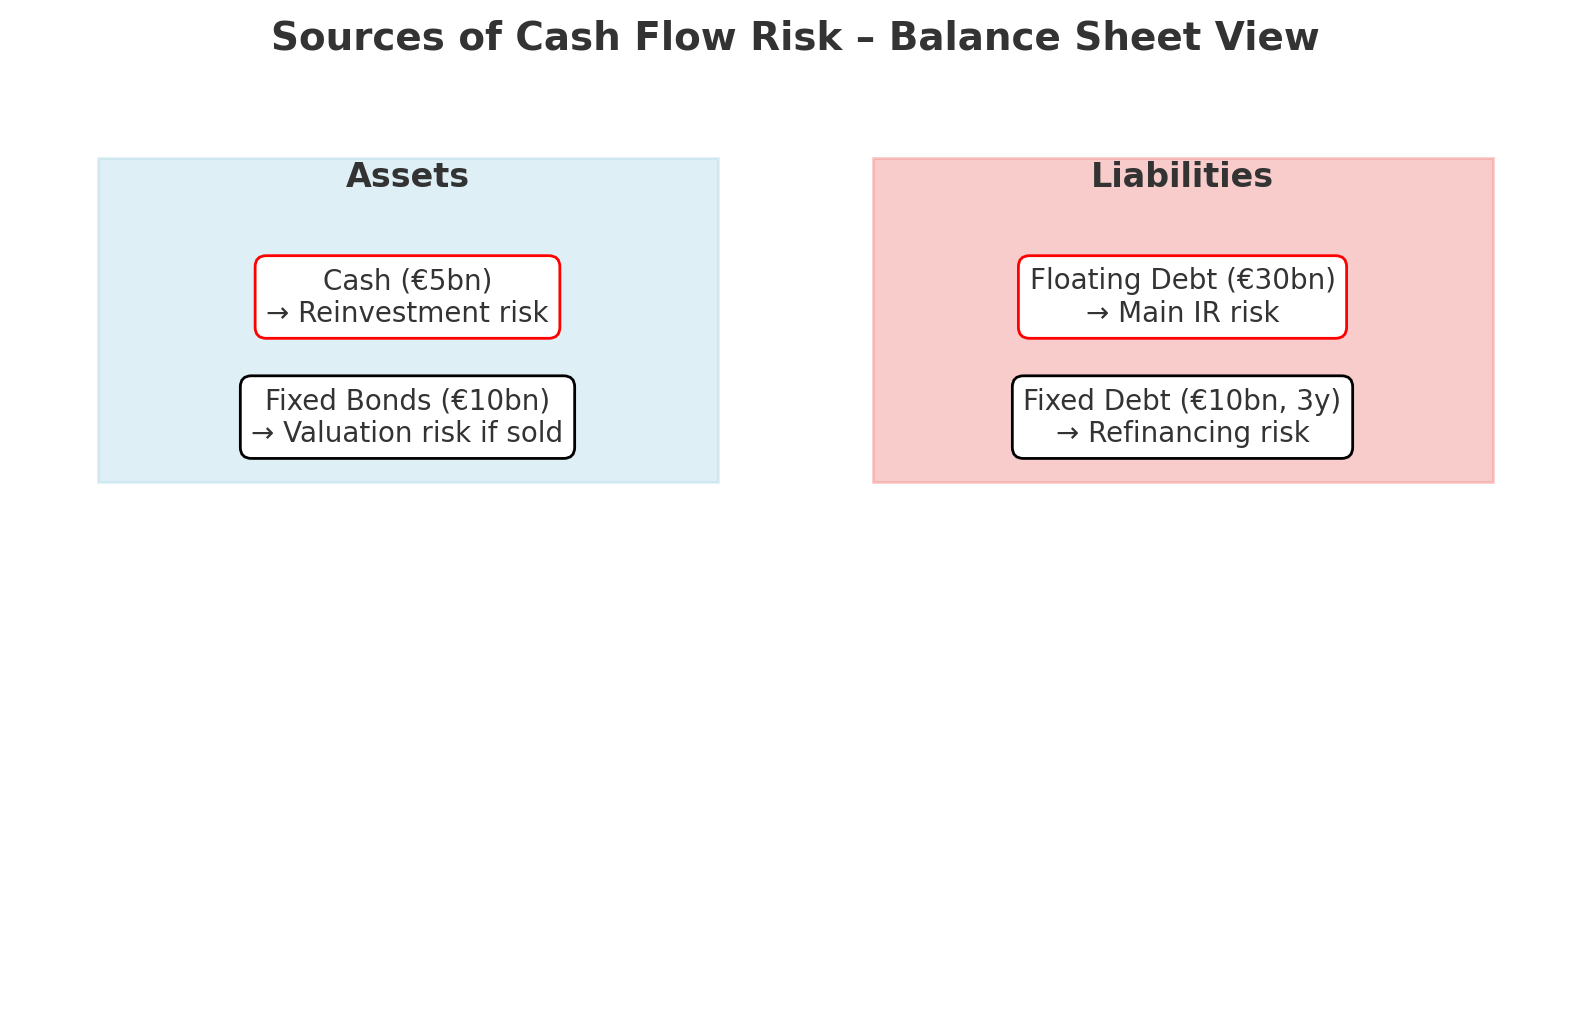 Sources of Cash Flow Risk – Balance Sheet View
Assets
Cash (€5bn)
→ Reinvestment risk
Fixed Bonds (€10bn)
→ Valuation risk if sold
Liabilities
Floating Debt (€30bn)
→ Main IR risk
Fixed Debt (€10bn, 3y)
→ Refinancing risk